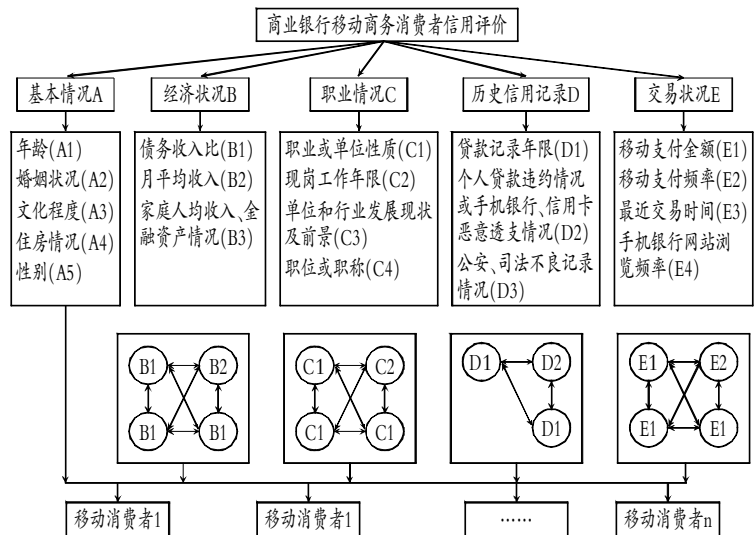 商业银行移动商务消费者信用评价
基本情况A
经济状况B
职业情况C
历史信用记录D
交易状况E
年龄(A1)
婚姻状况(A2)
文化程度(A3)
住房情况(A4)
性别(A5)
债务收入比(B1)
月平均收入(B2)
家庭人均收入、金
融资产情况(B3)
职业或单位性质(C1)
现岗工作年限(C2)
单位和行业发展现状
及前景(C3)
职位或职称(C4)
贷款记录年限(D1)
个人贷款违约情况
或手机银行、信用卡
恶意透支情况(D2)
公安、司法不良记录
情况(D3)
移动支付金额(E1)
移动支付频率(E2)
最近交易时间(E3)
手机银行网站浏
览频率(E4)
B1 B2
B1 B1
C1 C2
C1 C1
D1 D2
D1
E1 E2
E1 E1
移动消费者1
移动消费者1
……
移动消费者n